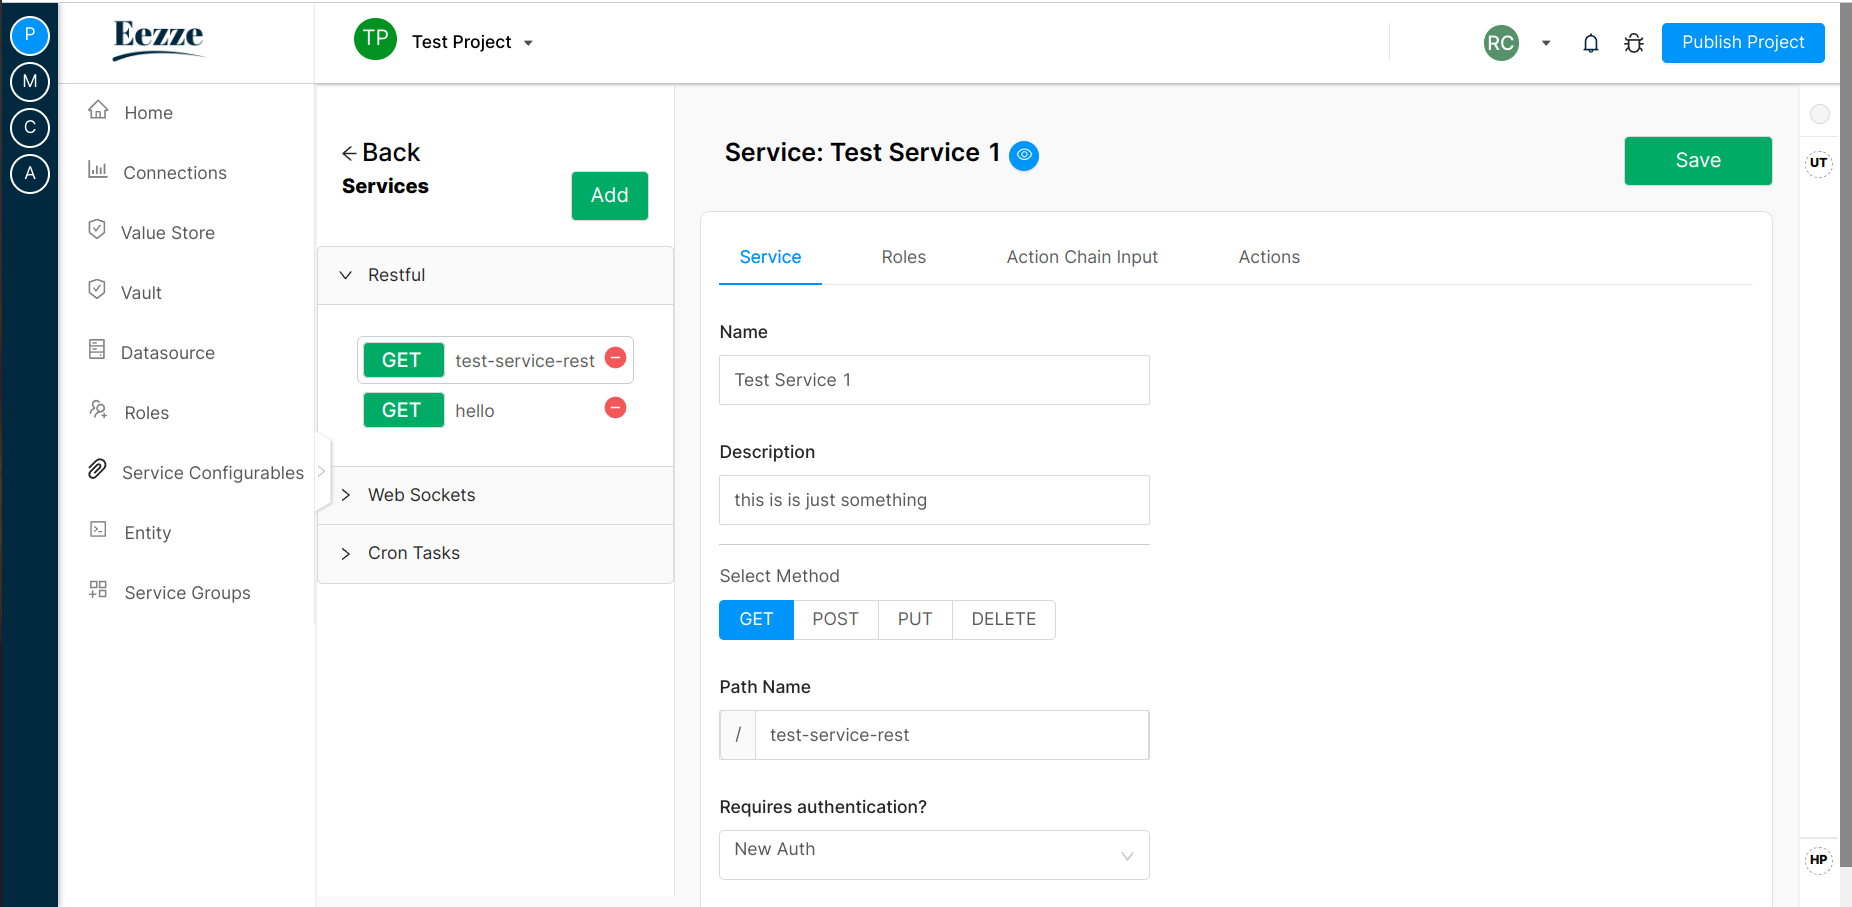 P
M
C
A
Eezze
TP Test Project
RC
Publish Project
Home
Connections
Value Store
Vault
Datasource
Roles
Service Configurables
Entity
Service Groups
Back
Services
Add
Restful
GET test-service-rest
GET hello
Web Sockets
Cron Tasks
Service: Test Service 1
Save
Service Roles Action Chain Input Actions
Name
Test Service 1
Description
this is is just something
Select Method
GET POST PUT DELETE
Path Name
/ test-service-rest
Requires authentication?
New Auth
UT
HP